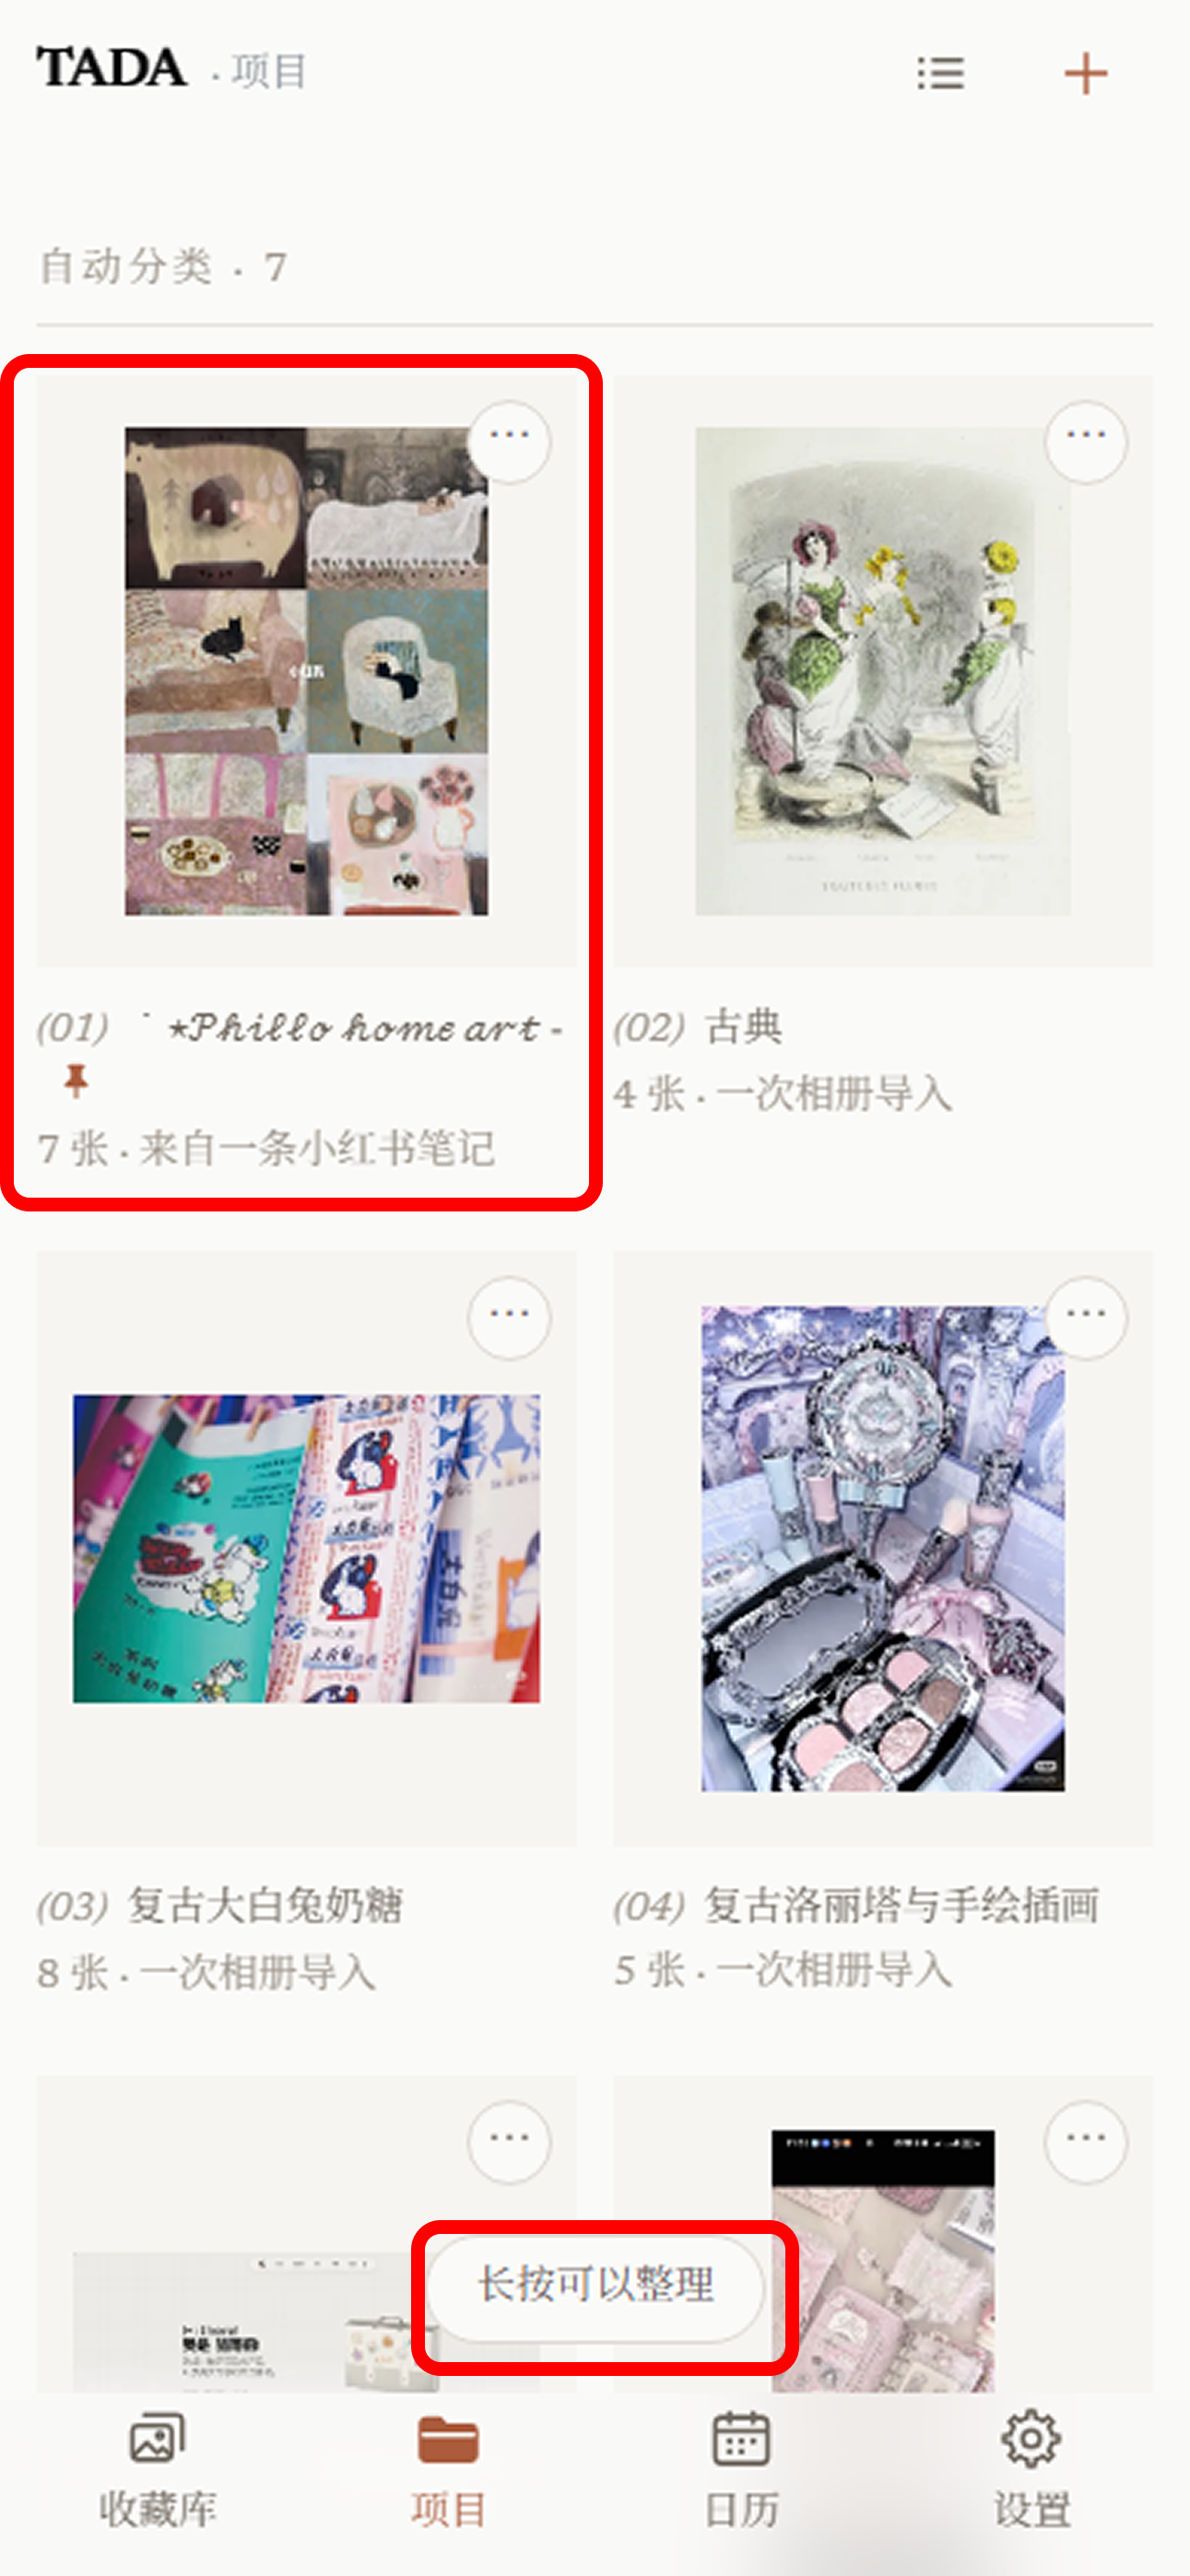 TADA · 项目
自动分类 · 7
(01) ˙ ⋆𝓟𝓱𝓲𝓵𝓵𝓸 𝓱𝓸𝓶𝓮 𝓪𝓻𝓽 -
7 张 · 来自一条小红书笔记
(02) 古典
4 张 · 一次相册导入
(03) 复古大白兔奶糖
8 张 · 一次相册导入
(04) 复古洛丽塔与手绘插画
5 张 · 一次相册导入
长按可以整理
收藏库
项目
日历
设置